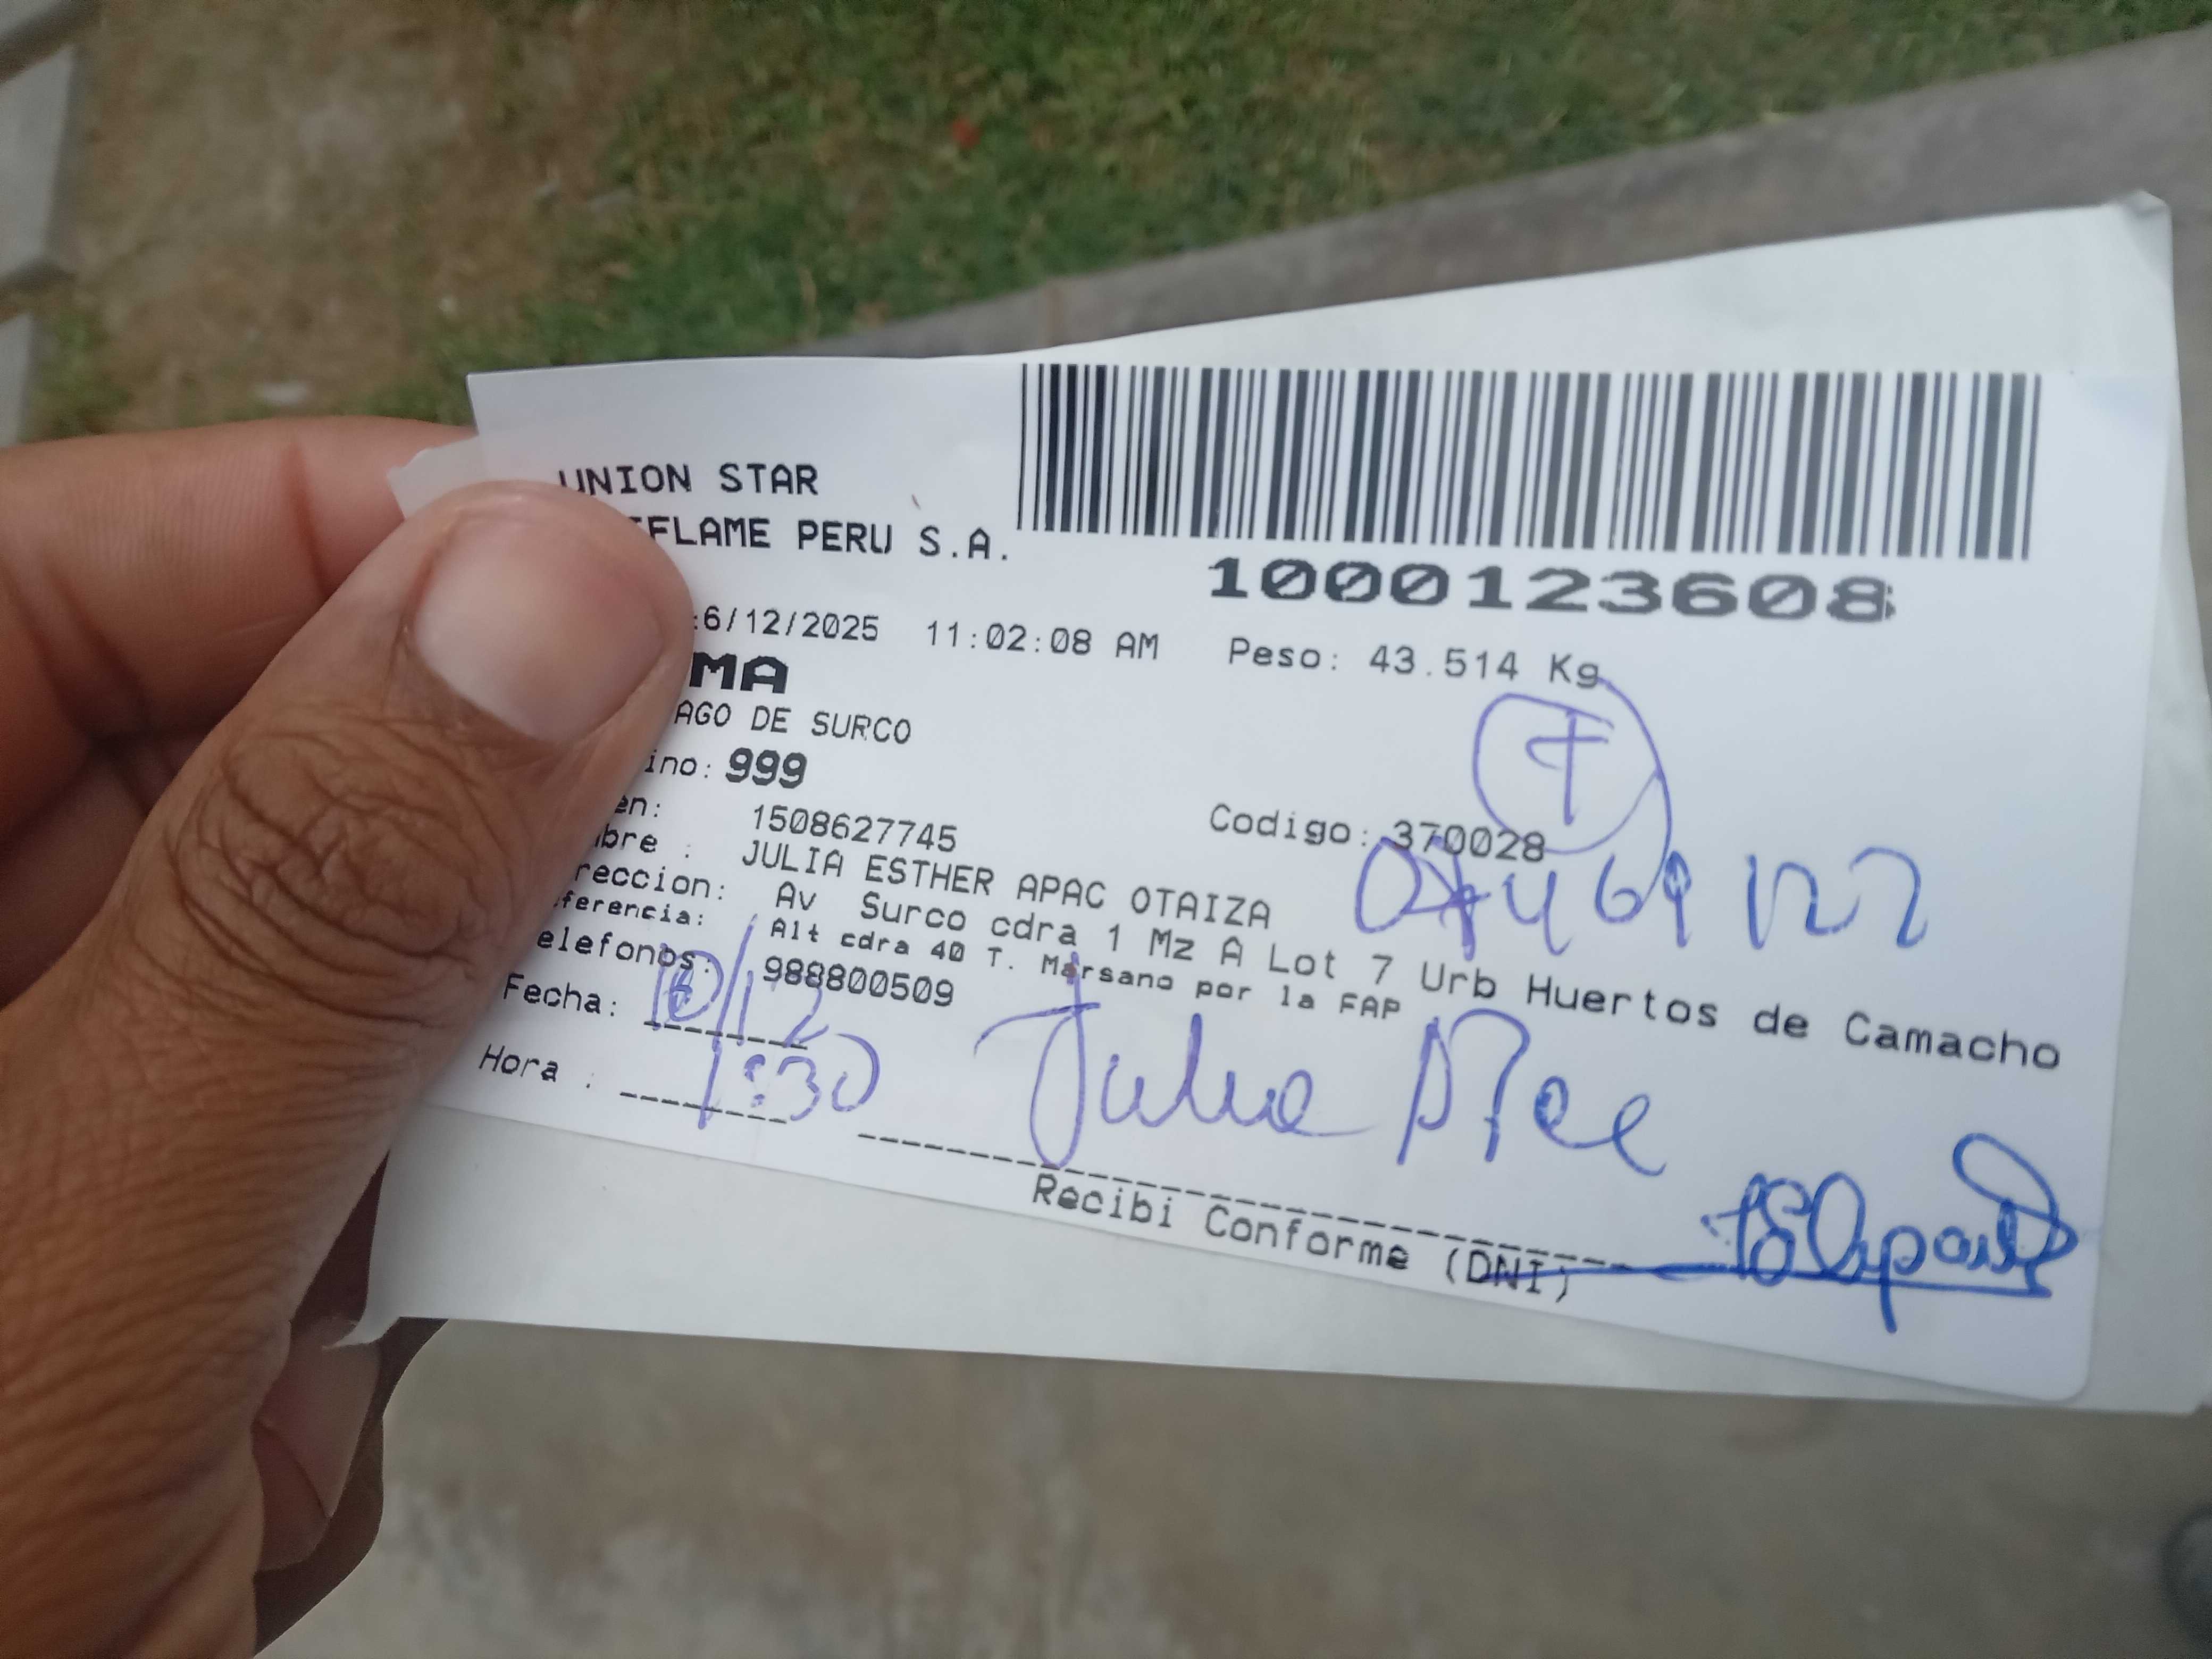 UNION STAR
FLAME PERU S.A.
1000123608
:6/12/2025 11:02:08 AM Peso: 43.514 Kg
MA
AGO DE SURCO
ino: 999
en: 1508627745 Codigo: 370028
bre : JULIA ESTHER APAC OTAIZA
reccion: Av Surco cdra 1 Mz A Lot 7 Urb Huertos de Camacho
ferencia: Alt cdra 40 T. Marsano por la FAP
elefonos: 988800509
Fecha:
Hora : 1:30
Julia
Recibi Conforme (DNI)